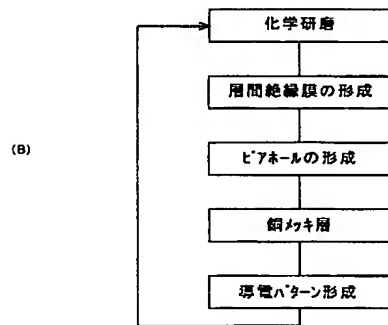 化学研磨
層間絶縁膜の形成
(B)
ビアホールの形成
銅メッキ層
導電パターン形成